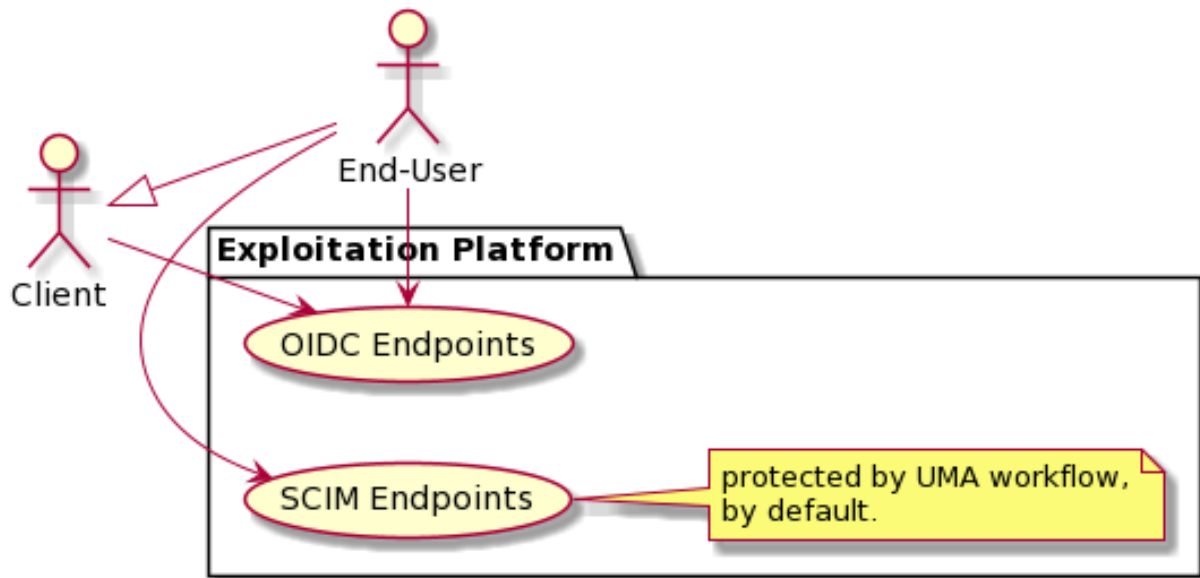 End-User
Client
Exploitation Platform
OIDC Endpoints
SCIM Endpoints
protected by UMA workflow,
by default.